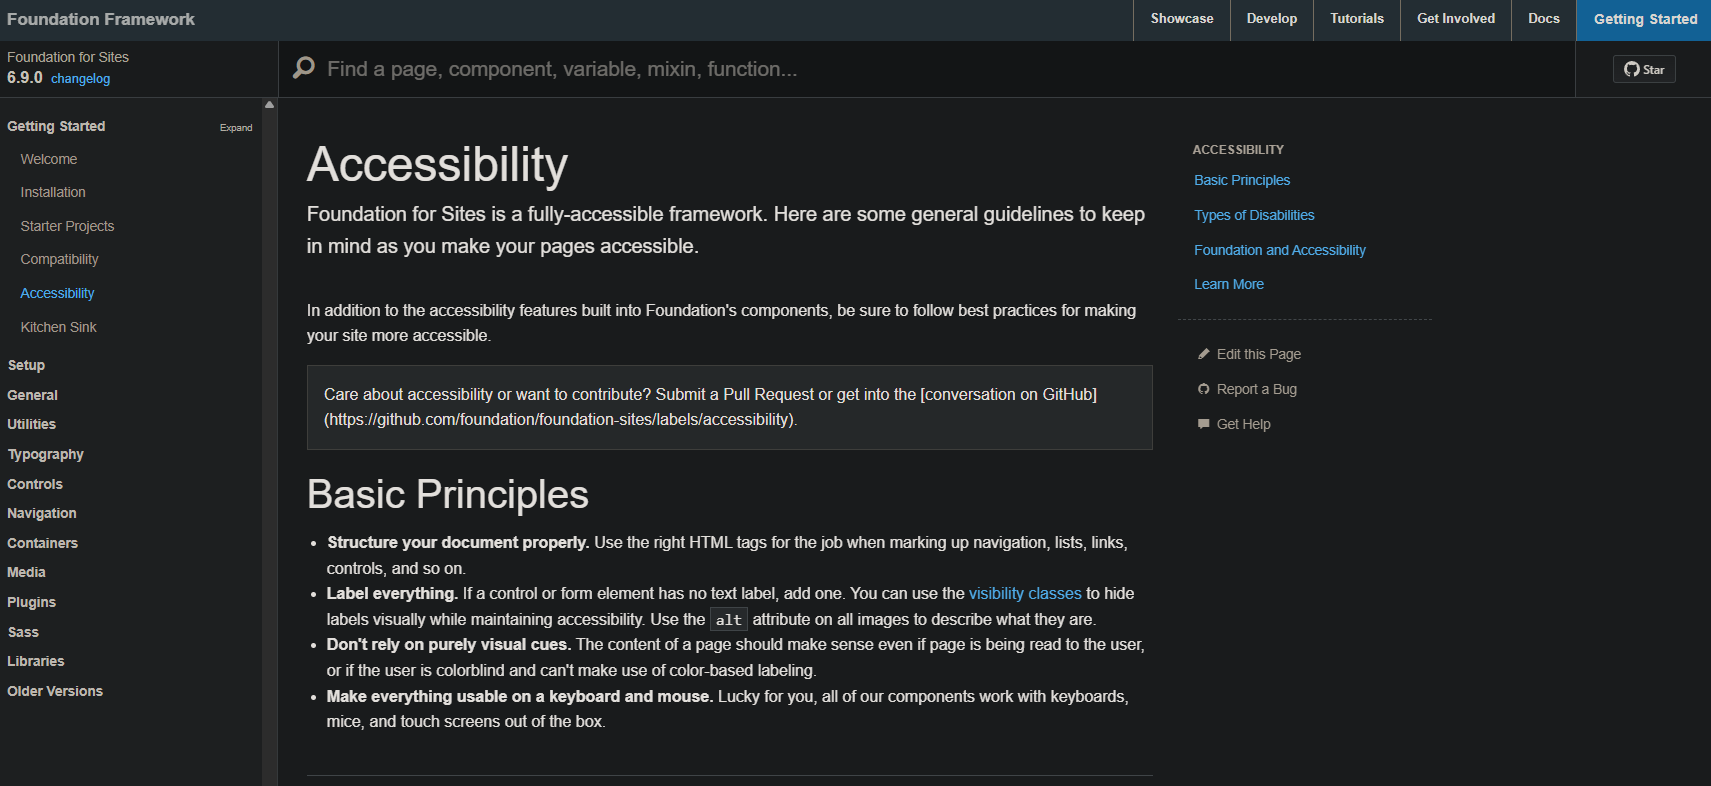 Foundation Framework
Showcase
Develop
Tutorials
Get Involved
Docs
Getting Started
Foundation for Sites
6.9.0 changelog
Find a page, component, variable, mixin, function...
Star
Getting Started
Expand
Welcome
Installation
Starter Projects
Compatibility
Accessibility
Kitchen Sink
Setup
General
Utilities
Typography
Controls
Navigation
Containers
Media
Plugins
Sass
Libraries
Older Versions
Accessibility
Foundation for Sites is a fully-accessible framework. Here are some general guidelines to keep
in mind as you make your pages accessible.
In addition to the accessibility features built into Foundation's components, be sure to follow best practices for making
your site more accessible.
Care about accessibility or want to contribute? Submit a Pull Request or get into the [conversation on GitHub]
(https://github.com/foundation/foundation-sites/labels/accessibility).
Basic Principles
• Structure your document properly. Use the right HTML tags for the job when marking up navigation, lists, links,
controls, and so on.
• Label everything. If a control or form element has no text label, add one. You can use the visibility classes to hide
labels visually while maintaining accessibility. Use the alt attribute on all images to describe what they are.
• Don't rely on purely visual cues. The content of a page should make sense even if page is being read to the user,
or if the user is colorblind and can't make use of color-based labeling.
• Make everything usable on a keyboard and mouse. Lucky for you, all of our components work with keyboards,
mice, and touch screens out of the box.
ACCESSIBILITY
Basic Principles
Types of Disabilities
Foundation and Accessibility
Learn More
Edit this Page
Report a Bug
Get Help